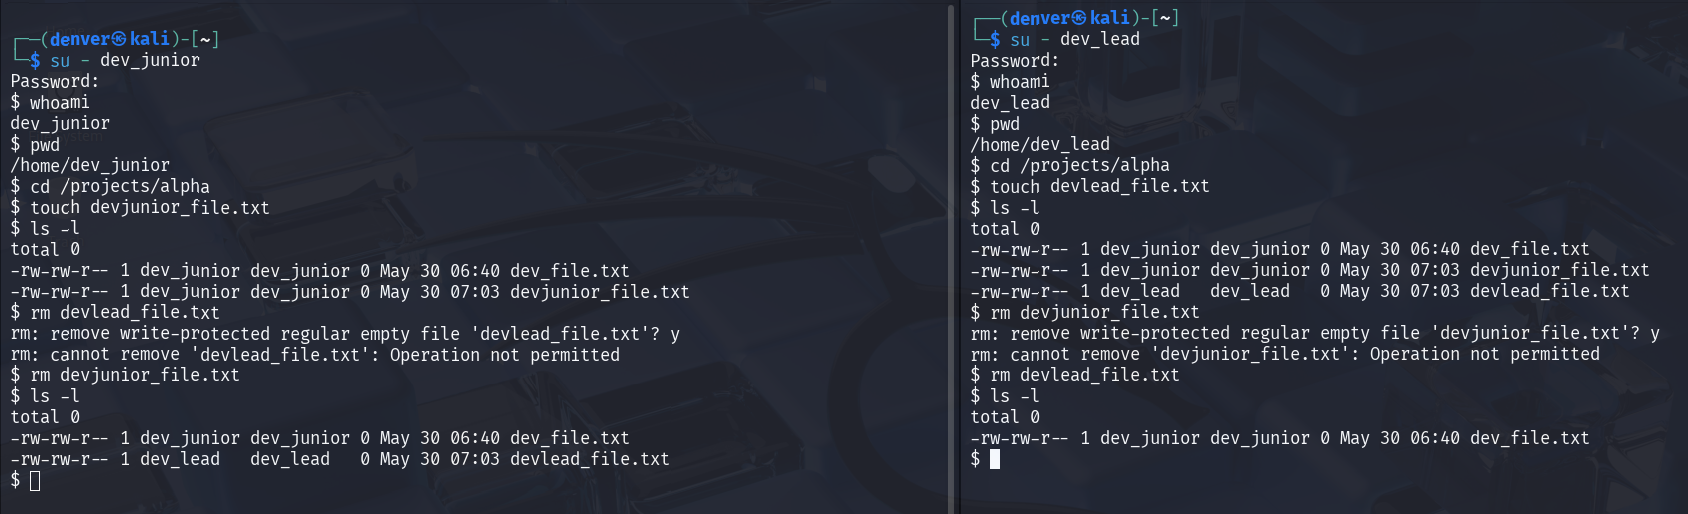 ┌──(denver㉿kali)-[~]
└─$ su - dev_junior
Password:
$ whoami
dev_junior
$ pwd
/home/dev_junior
$ cd /projects/alpha
$ touch devjunior_file.txt
$ ls -l
total 0
-rw-rw-r-- 1 dev_junior dev_junior 0 May 30 06:40 dev_file.txt
-rw-rw-r-- 1 dev_junior dev_junior 0 May 30 07:03 devjunior_file.txt
$ rm devlead_file.txt
rm: remove write-protected regular empty file 'devlead_file.txt'? y
rm: cannot remove 'devlead_file.txt': Operation not permitted
$ rm devjunior_file.txt
$ ls -l
total 0
-rw-rw-r-- 1 dev_junior dev_junior 0 May 30 06:40 dev_file.txt
-rw-rw-r-- 1 dev_lead   dev_lead   0 May 30 07:03 devlead_file.txt
$
┌──(denver㉿kali)-[~]
└─$ su - dev_lead
Password:
$ whoami
dev_lead
$ pwd
/home/dev_lead
$ cd /projects/alpha
$ touch devlead_file.txt
$ ls -l
total 0
-rw-rw-r-- 1 dev_junior dev_junior 0 May 30 06:40 dev_file.txt
-rw-rw-r-- 1 dev_junior dev_junior 0 May 30 07:03 devjunior_file.txt
-rw-rw-r-- 1 dev_lead   dev_lead   0 May 30 07:03 devlead_file.txt
$ rm devjunior_file.txt
rm: remove write-protected regular empty file 'devjunior_file.txt'? y
rm: cannot remove 'devjunior_file.txt': Operation not permitted
$ rm devlead_file.txt
$ ls -l
total 0
-rw-rw-r-- 1 dev_junior dev_junior 0 May 30 06:40 dev_file.txt
$